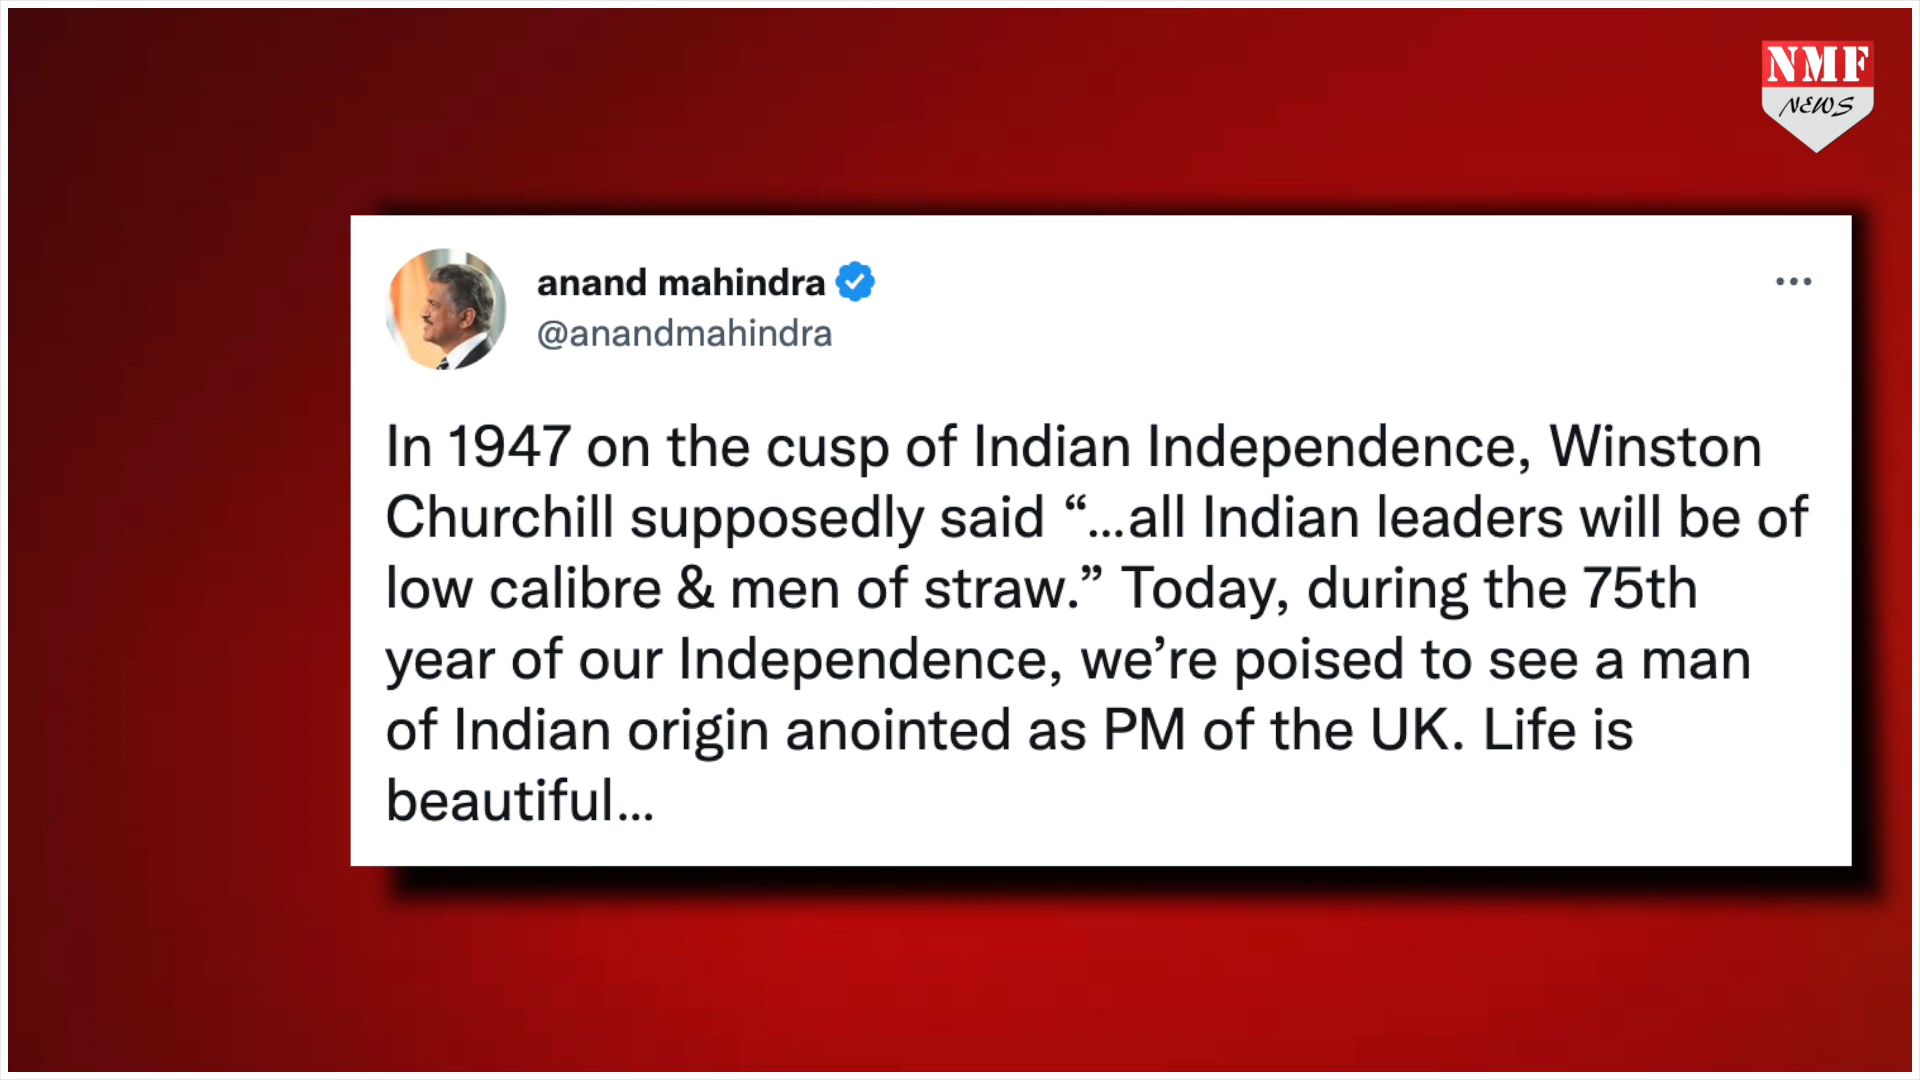 NMF
NEWS
anand mahindra
@anandmahindra
In 1947 on the cusp of Indian Independence, Winston
Churchill supposedly said “...all Indian leaders will be of
low calibre & men of straw.” Today, during the 75th
year of our Independence, we’re poised to see a man
of Indian origin anointed as PM of the UK. Life is
beautiful...